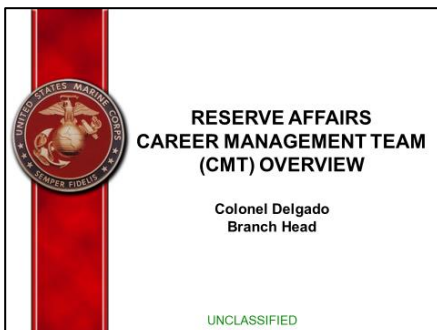 UNITED STATES MARINE CORPS
SEMPER FIDELIS
RESERVE AFFAIRS
CAREER MANAGEMENT TEAM
(CMT) OVERVIEW
Colonel Delgado
Branch Head
UNCLASSIFIED